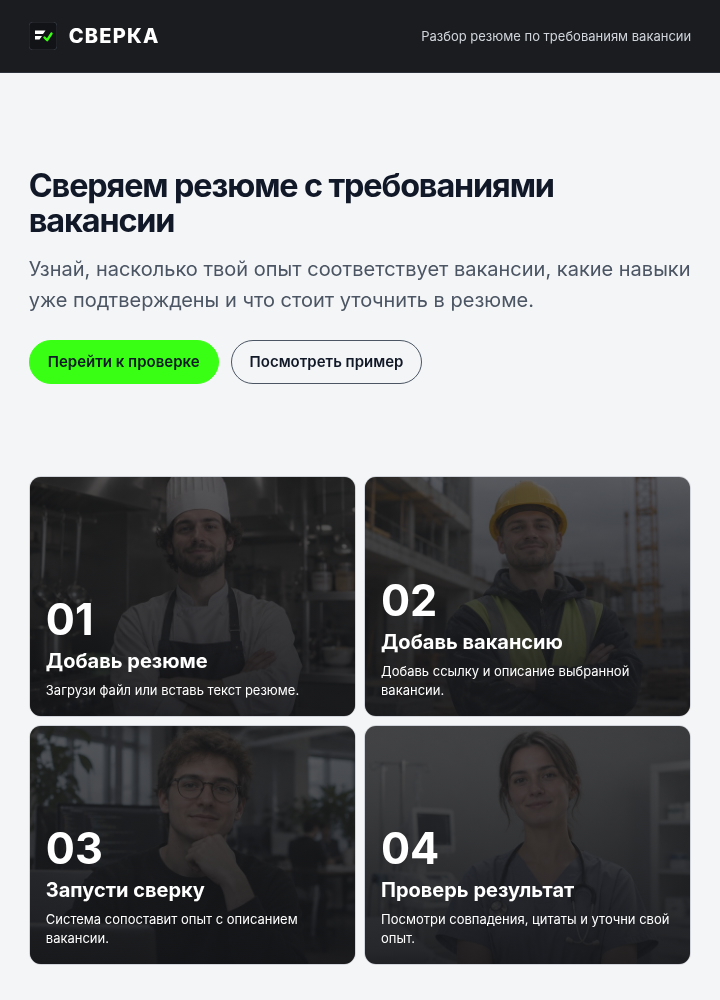 СВЕРКА
Разбор резюме по требованиям вакансии
Сверяем резюме с требованиями
вакансии
Узнай, насколько твой опыт соответствует вакансии, какие навыки
уже подтверждены и что стоит уточнить в резюме.
Перейти к проверке
Посмотреть пример
01
Добавь резюме
Загрузи файл или вставь текст резюме.
02
Добавь вакансию
Добавь ссылку и описание выбранной
вакансии.
03
Запусти сверку
Система сопоставит опыт с описанием
вакансии.
04
Проверь результат
Посмотри совпадения, цитаты и уточни свой
опыт.